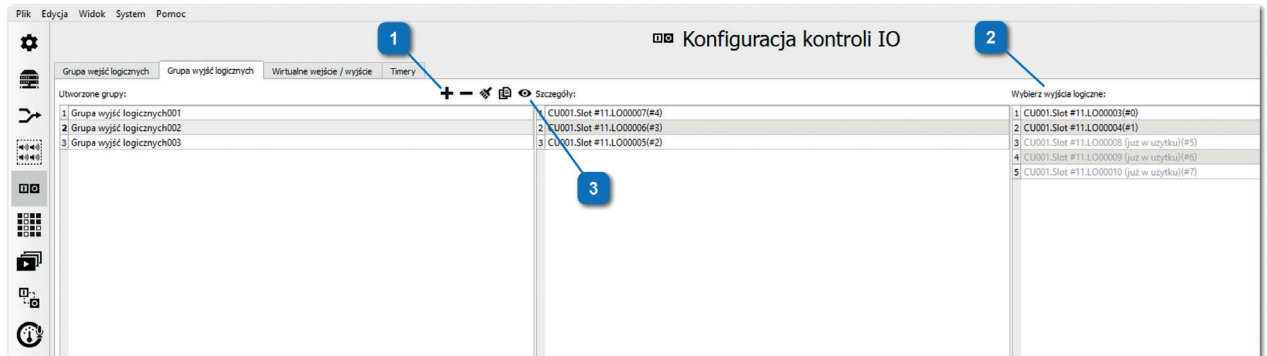 Plik Edycja Widok System Pomoc
1
Konfiguracja kontroli IO
2
Grupa wejść logicznych Grupa wyjść logicznych Wirtualne wejście / wyjście Timery
Utworzone grupy:
Szczegóły:
Wybierz wyjścia logiczne:
1 Grupa wyjść logicznych001
2 Grupa wyjść logicznych002
3 Grupa wyjść logicznych003
1 CU001.Slot #11.LO00007(#4)
2 CU001.Slot #11.LO00006(#3)
3 CU001.Slot #11.LO00005(#2)
1 CU001.Slot #11.LO00003(#0)
2 CU001.Slot #11.LO00004(#1)
3 CU001.Slot #11.LO00008 (już w użytku)(#5)
4 CU001.Slot #11.LO00009 (już w użytku)(#6)
5 CU001.Slot #11.LO00010 (już w użytku)(#7)
3